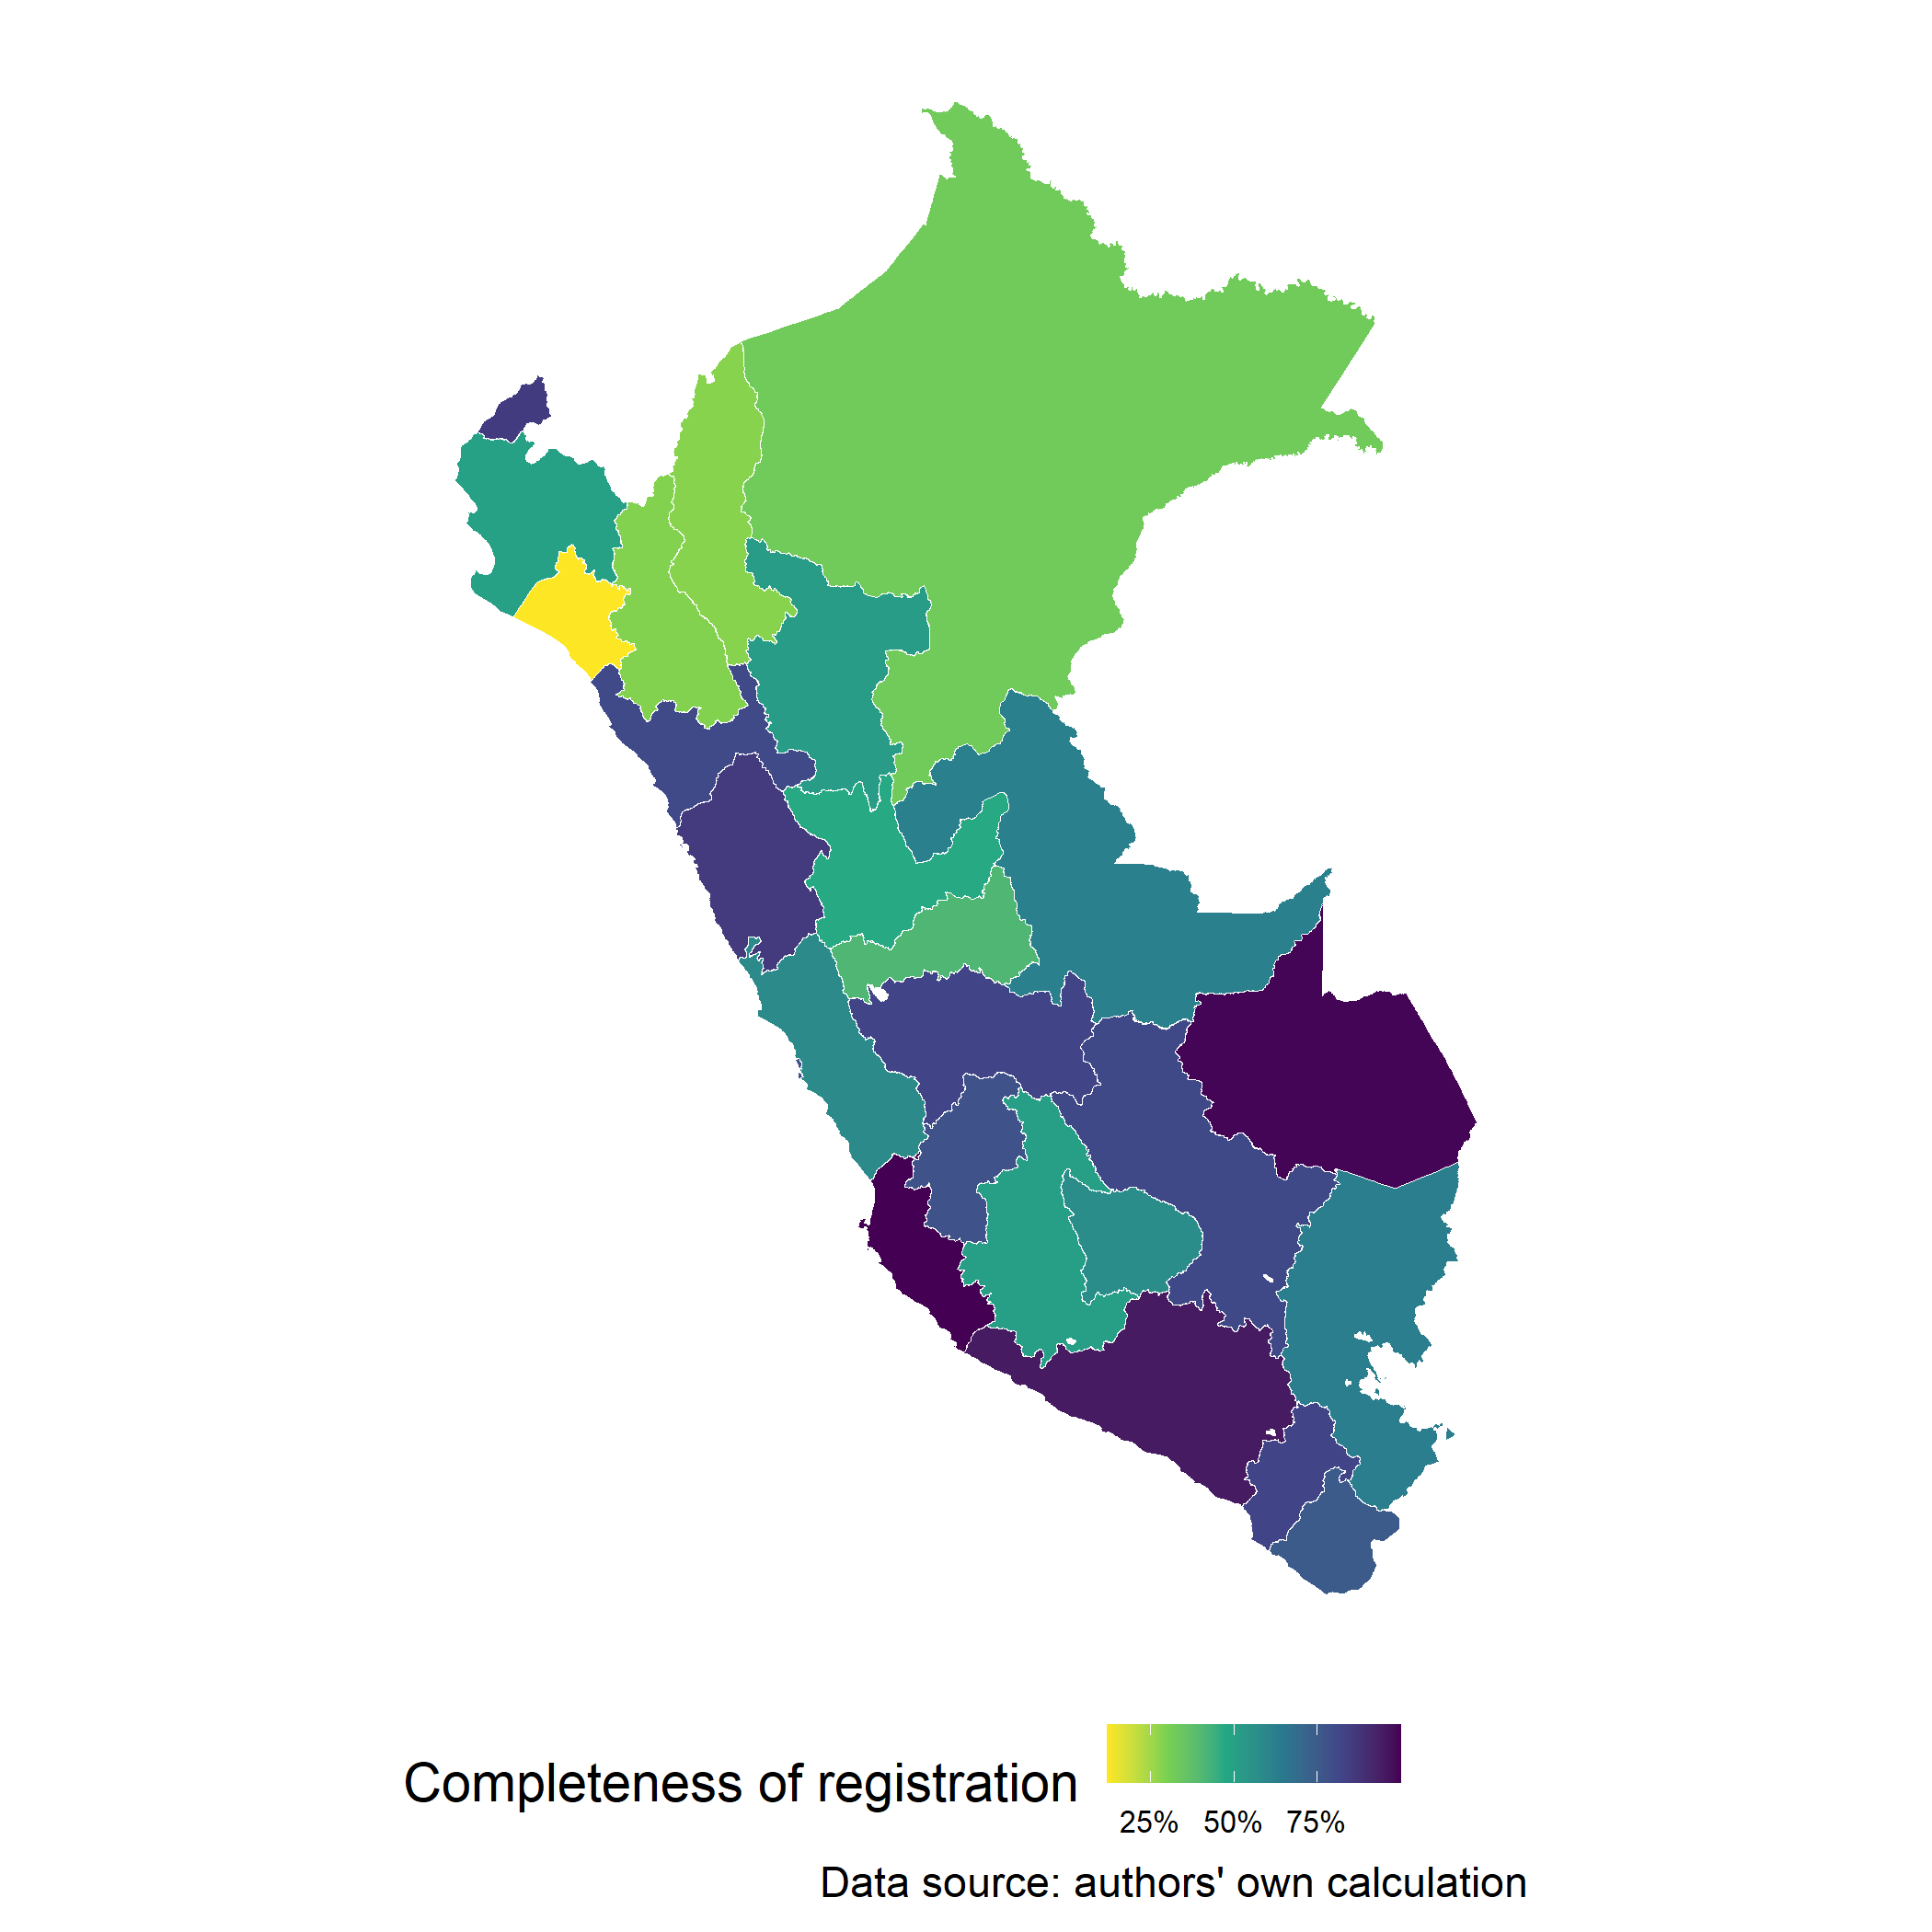 Completeness of registration
25% 50% 75%
Data source: authors' own calculation